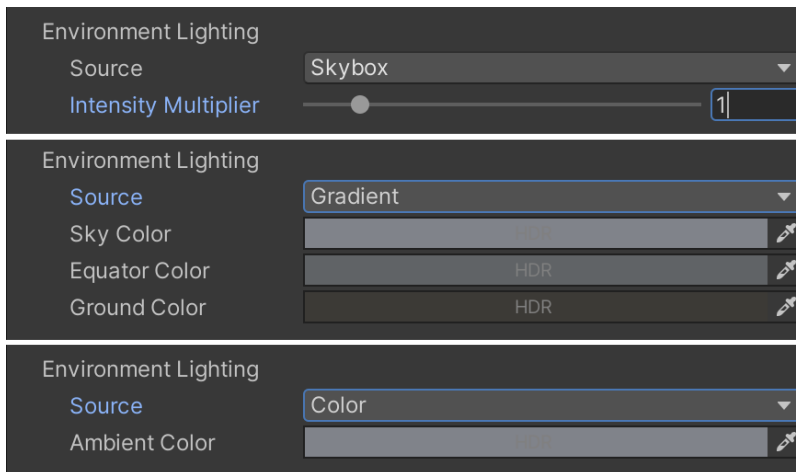 Environment Lighting
Source Skybox
Intensity Multiplier 1
Environment Lighting
Source Gradient
Sky Color HDR
Equator Color HDR
Ground Color HDR
Environment Lighting
Source Color
Ambient Color HDR